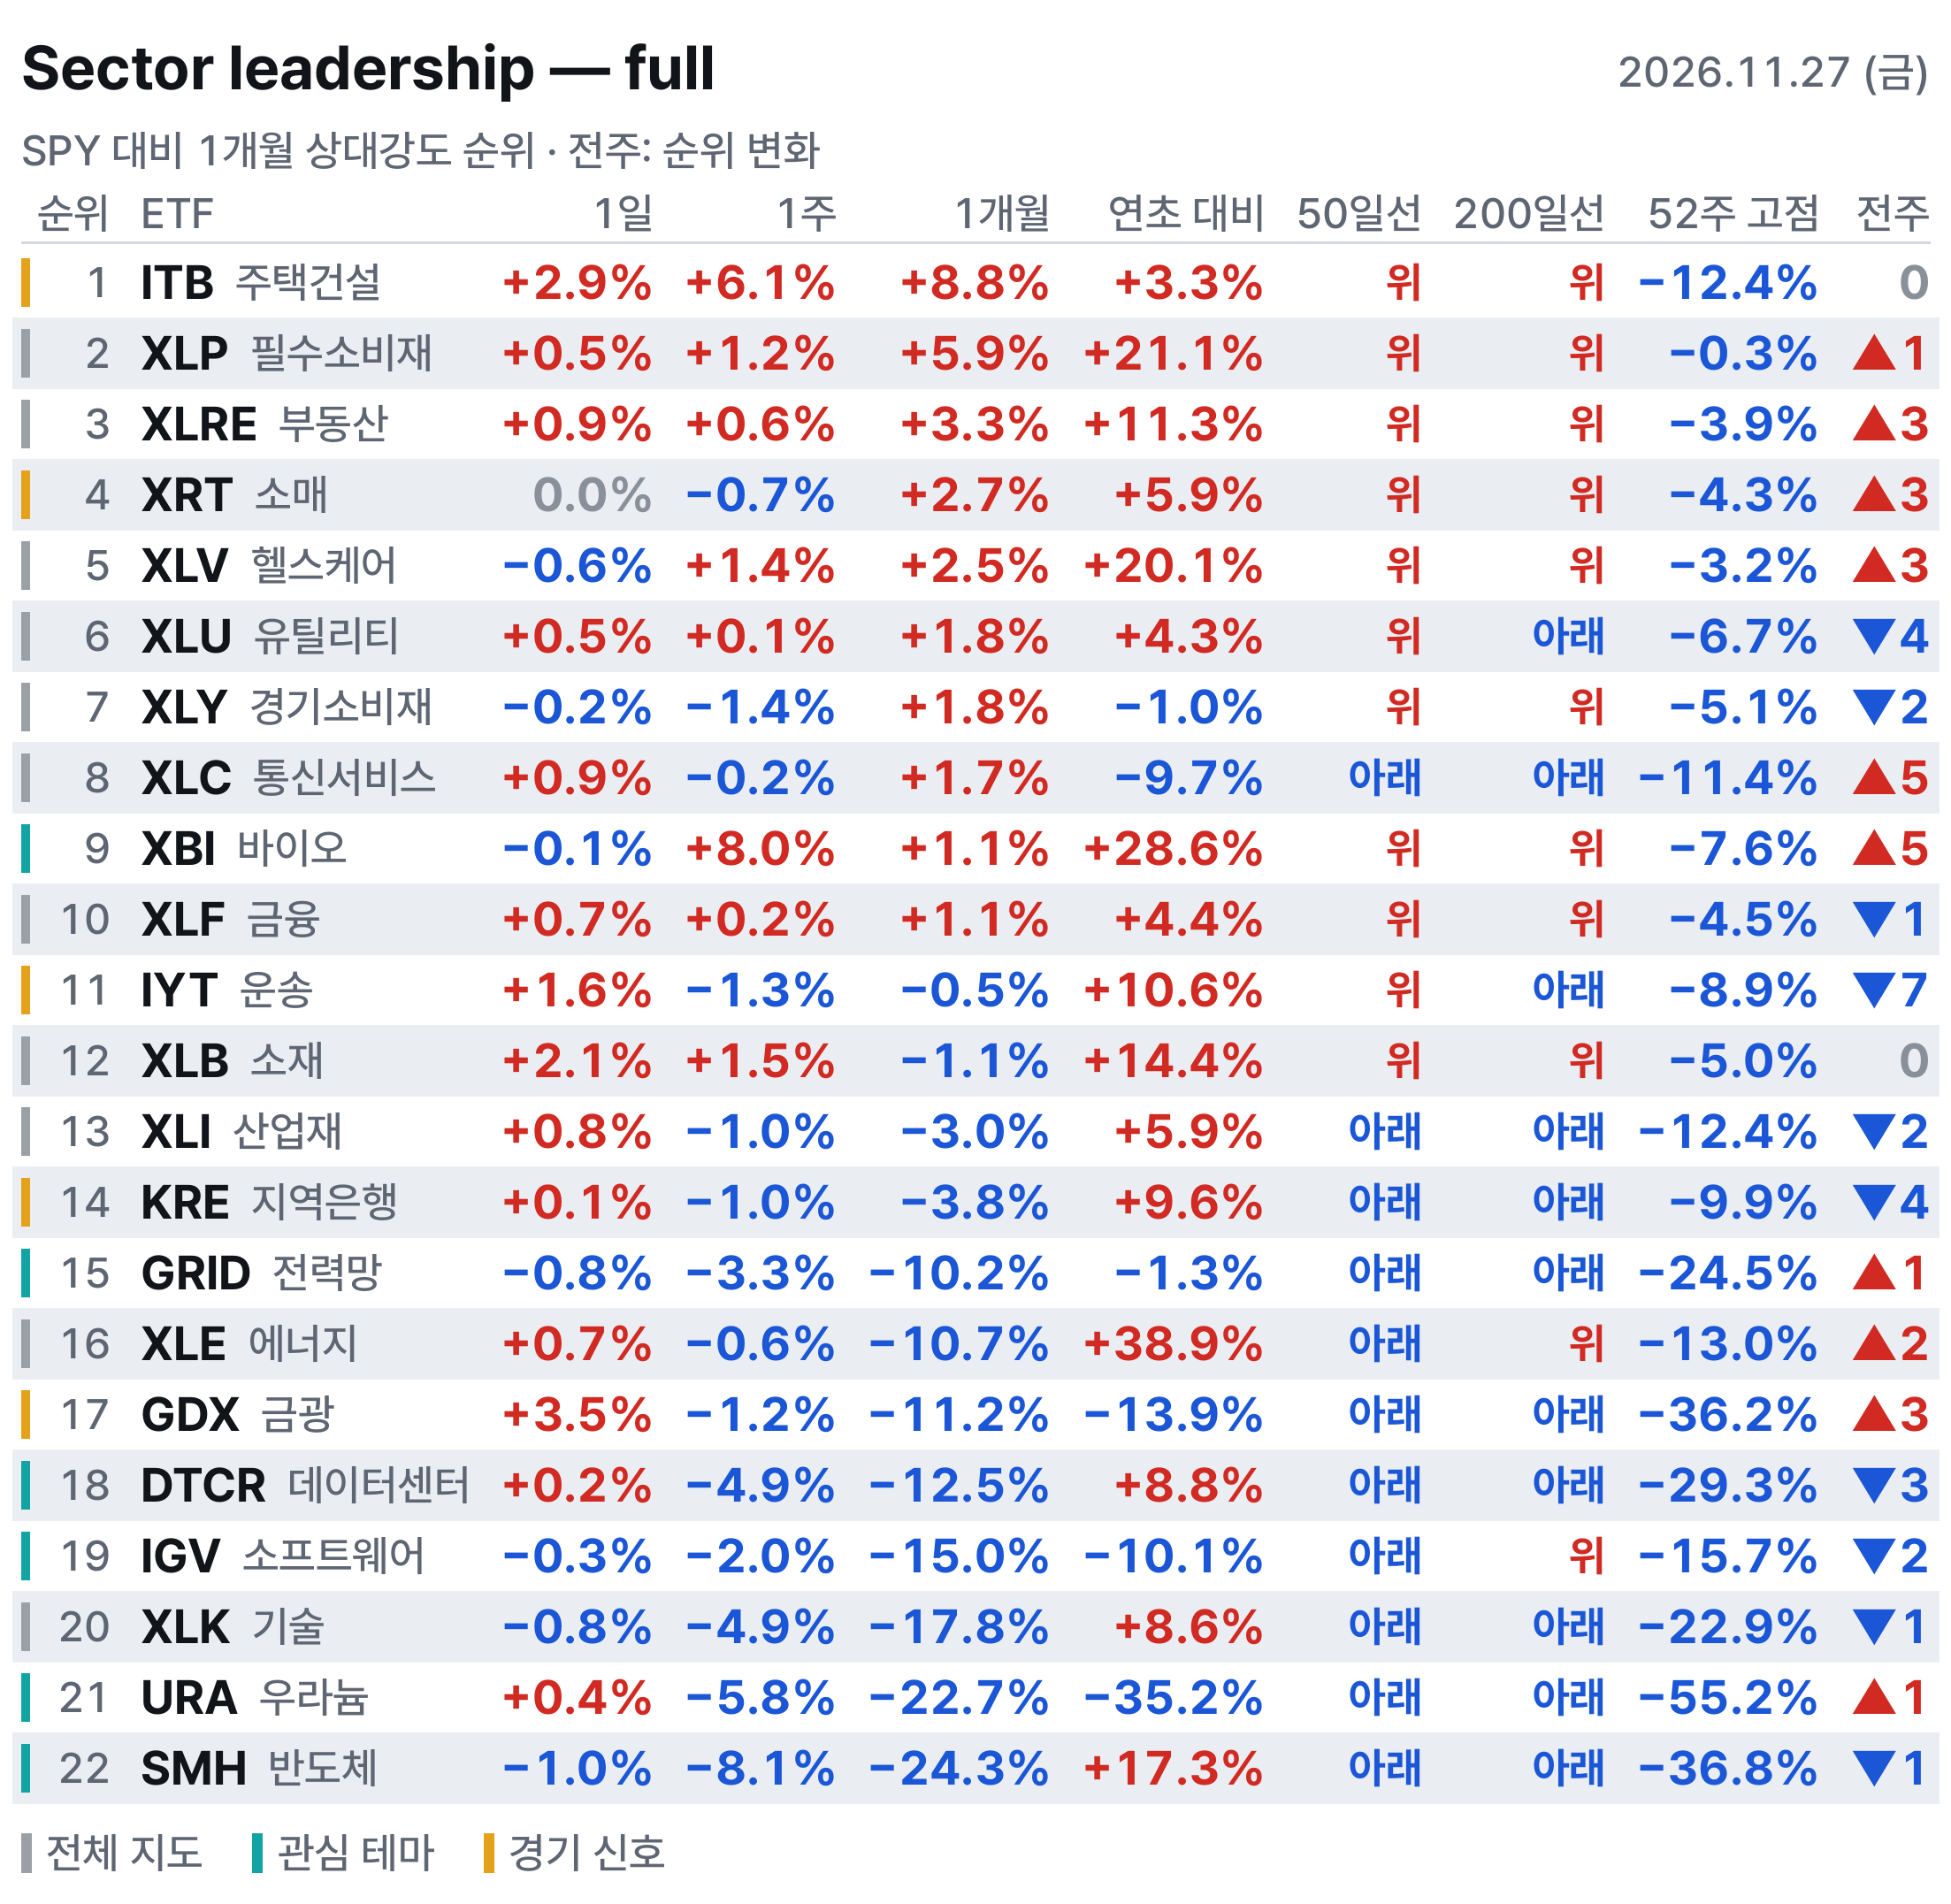 Sector leadership — full
2026.11.27 (금)
SPY 대비 1개월 상대강도 순위 · 전주: 순위 변화
순위 ETF 1일 1주 1개월 연초 대비 50일선 200일선 52주 고점 전주
1 ITB 주택건설 +2.9% +6.1% +8.8% +3.3% 위 위 −12.4% 0
2 XLP 필수소비재 +0.5% +1.2% +5.9% +21.1% 위 위 −0.3% ▲1
3 XLRE 부동산 +0.9% +0.6% +3.3% +11.3% 위 위 −3.9% ▲3
4 XRT 소매 0.0% −0.7% +2.7% +5.9% 위 위 −4.3% ▲3
5 XLV 헬스케어 −0.6% +1.4% +2.5% +20.1% 위 위 −3.2% ▲3
6 XLU 유틸리티 +0.5% +0.1% +1.8% +4.3% 위 아래 −6.7% ▼4
7 XLY 경기소비재 −0.2% −1.4% +1.8% −1.0% 위 위 −5.1% ▼2
8 XLC 통신서비스 +0.9% −0.2% +1.7% −9.7% 아래 아래 −11.4% ▲5
9 XBI 바이오 −0.1% +8.0% +1.1% +28.6% 위 위 −7.6% ▲5
10 XLF 금융 +0.7% +0.2% +1.1% +4.4% 위 위 −4.5% ▼1
11 IYT 운송 +1.6% −1.3% −0.5% +10.6% 위 아래 −8.9% ▼7
12 XLB 소재 +2.1% +1.5% −1.1% +14.4% 위 위 −5.0% 0
13 XLI 산업재 +0.8% −1.0% −3.0% +5.9% 아래 아래 −12.4% ▼2
14 KRE 지역은행 +0.1% −1.0% −3.8% +9.6% 아래 아래 −9.9% ▼4
15 GRID 전력망 −0.8% −3.3% −10.2% −1.3% 아래 아래 −24.5% ▲1
16 XLE 에너지 +0.7% −0.6% −10.7% +38.9% 아래 위 −13.0% ▲2
17 GDX 금광 +3.5% −1.2% −11.2% −13.9% 아래 아래 −36.2% ▲3
18 DTCR 데이터센터 +0.2% −4.9% −12.5% +8.8% 아래 아래 −29.3% ▼3
19 IGV 소프트웨어 −0.3% −2.0% −15.0% −10.1% 아래 위 −15.7% ▼2
20 XLK 기술 −0.8% −4.9% −17.8% +8.6% 아래 아래 −22.9% ▼1
21 URA 우라늄 +0.4% −5.8% −22.7% −35.2% 아래 아래 −55.2% ▲1
22 SMH 반도체 −1.0% −8.1% −24.3% +17.3% 아래 아래 −36.8% ▼1
전체 지도 관심 테마 경기 신호